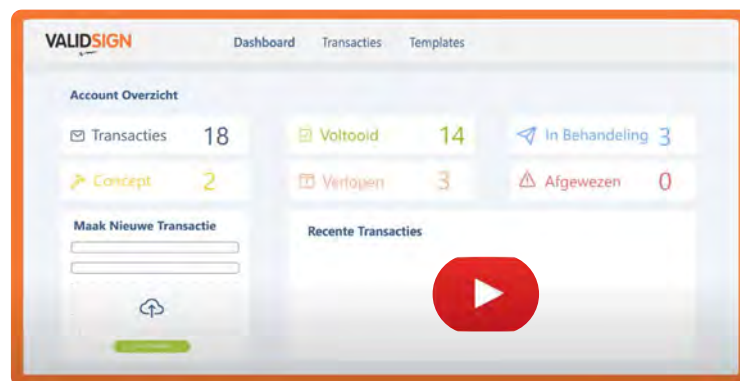 VALIDSIGN Dashboard Transacties Templates
Account Overzicht
Transacties 18 Voltooid 14 In Behandeling 3
Concept 2 Verlopen 3 Afgewezen 0
Maak Nieuwe Transactie Recente Transacties